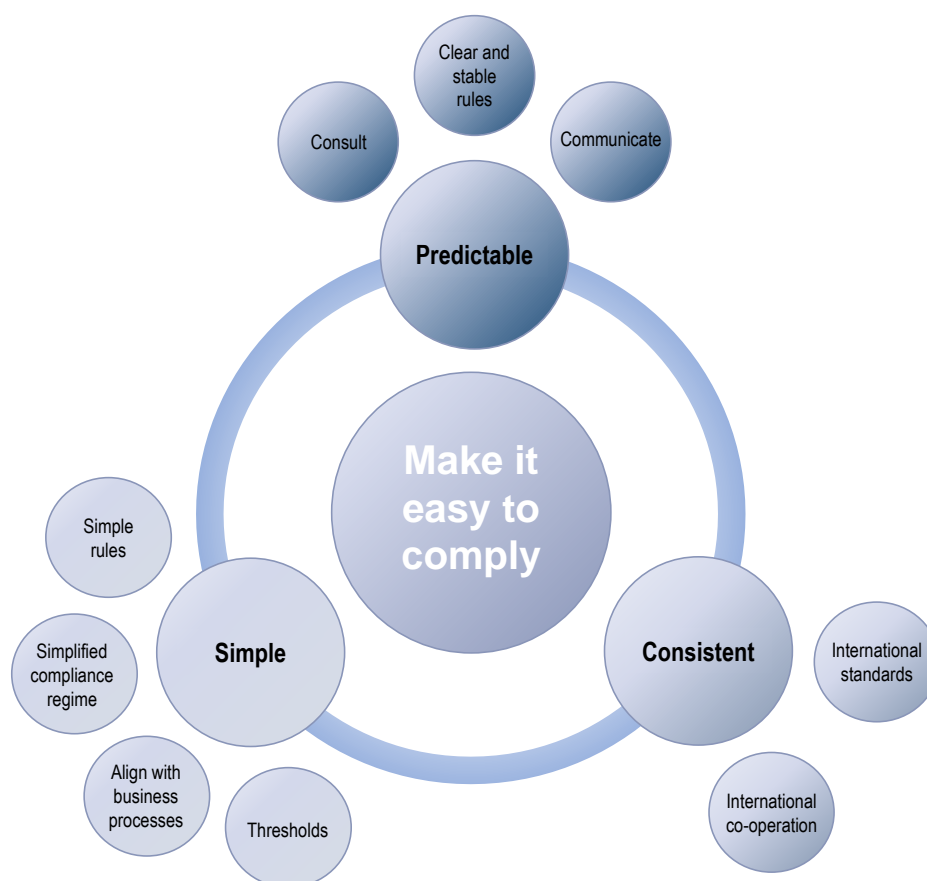 Clear and
stable
rules
Consult
Communicate
Predictable
Make it
easy to
comply
Simple
rules
Simplified
compliance
regime
Simple
Align with
business
processes
Thresholds
Consistent
International
standards
International
co-operation